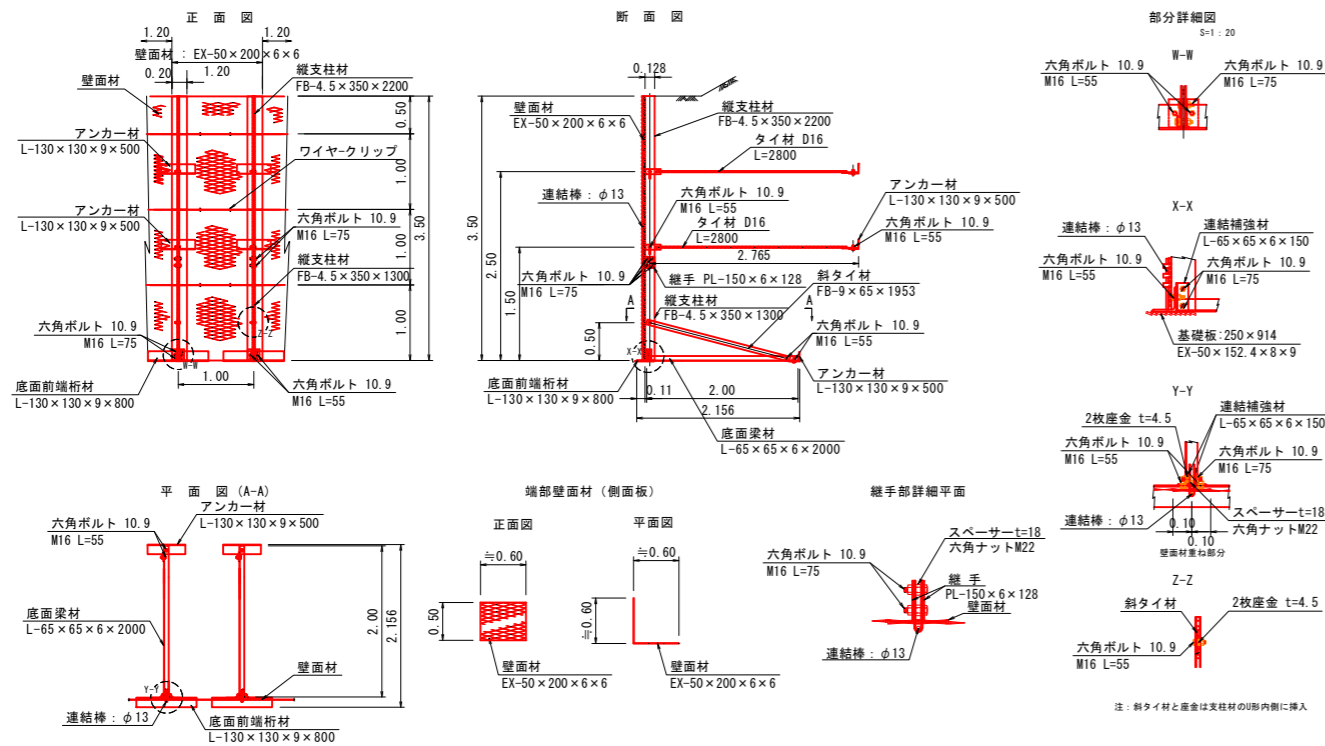 正 面 図
1.20
1.20
壁面材 : EX-50×200×6×6
0.20
1.20
壁面材
縦支柱材
FB-4.5×350×2200
アンカー材
L-130×130×9×500
ワイヤークリップ
アンカー材
L-130×130×9×500
六角ボルト 10.9
M16 L=75
縦支柱材
FB-4.5×350×1300
六角ボルト 10.9
M16 L=75
Z-Z
W-W
底面前端桁材
L-130×130×9×800
1.00
六角ボルト 10.9
M16 L=55
0.50
1.00
1.00
1.00
3.50
断 面 図
0.128
壁面材
EX-50×200×6×6
縦支柱材
FB-4.5×350×2200
タイ材 D16
L=2800
連結棒 : φ13
六角ボルト 10.9
M16 L=55
タイ材 D16
L=2800
アンカー材
L-130×130×9×500
六角ボルト 10.9
M16 L=55
2.765
六角ボルト 10.9
M16 L=75
継手 PL-150×6×128
斜タイ材
FB-9×65×1953
縦支柱材
FB-4.5×350×1300
A
A
3.50
2.50
1.50
0.50
X-X
六角ボルト 10.9
M16 L=55
アンカー材
L-130×130×9×500
底面前端桁材
L-130×130×9×800
0.11
2.00
2.156
底面梁材
L-65×65×6×2000
部分詳細図
S=1 : 20
W-W
六角ボルト 10.9
M16 L=55
六角ボルト 10.9
M16 L=75
X-X
連結棒 : φ13
連結補強材
L-65×65×6×150
六角ボルト 10.9
M16 L=55
六角ボルト 10.9
M16 L=75
基礎板:250×914
EX-50×152.4×8×9
Y-Y
2枚座金 t=4.5
連結補強材
L-65×65×6×150
六角ボルト 10.9
M16 L=55
六角ボルト 10.9
M16 L=75
スペーサーt=18
六角ナットM22
連結棒 : φ13
0.10
0.10
壁面材重ね部分
Z-Z
斜タイ材
2枚座金 t=4.5
六角ボルト 10.9
M16 L=55
注 : 斜タイ材と座金は支柱材のU形内側に挿入
平 面 図 (A-A)
アンカー材
L-130×130×9×500
六角ボルト 10.9
M16 L=55
底面梁材
L-65×65×6×2000
2.00
2.156
壁面材
Y-Y
連結棒 : φ13
底面前端桁材
L-130×130×9×800
端部壁面材 (側面板)
正面図
平面図
≒0.60
≒0.60
0.50
≒0.60
壁面材
EX-50×200×6×6
壁面材
EX-50×200×6×6
継手部詳細平面
スペーサーt=18
六角ナットM22
六角ボルト 10.9
M16 L=75
継 手
PL-150×6×128
壁面材
連結棒 : φ13